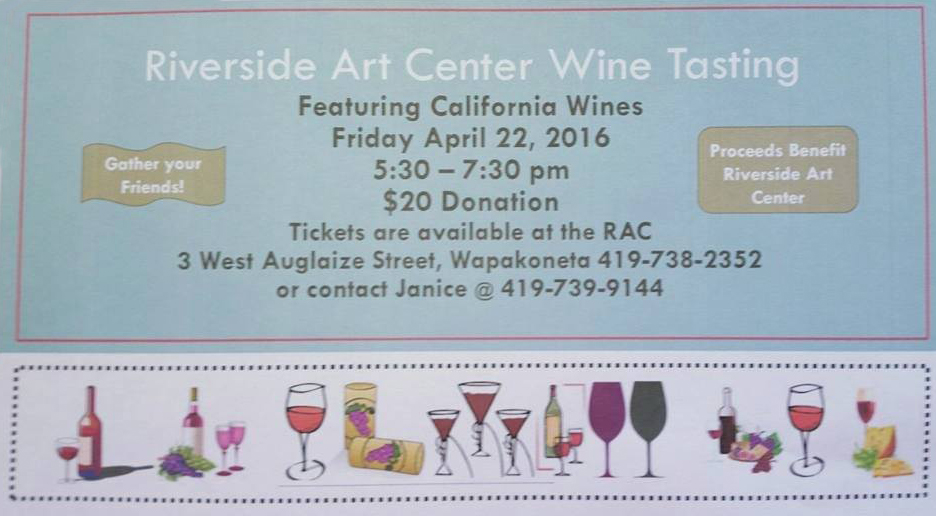 Riverside Art Center Wine Tasting
Featuring California Wines
Friday April 22, 2016
5:30 – 7:30 pm
$20 Donation
Tickets are available at the RAC
3 West Auglaize Street, Wapakoneta 419-738-2352
or contact Janice @ 419-739-9144
Gather your
Friends!
Proceeds Benefit
Riverside Art
Center